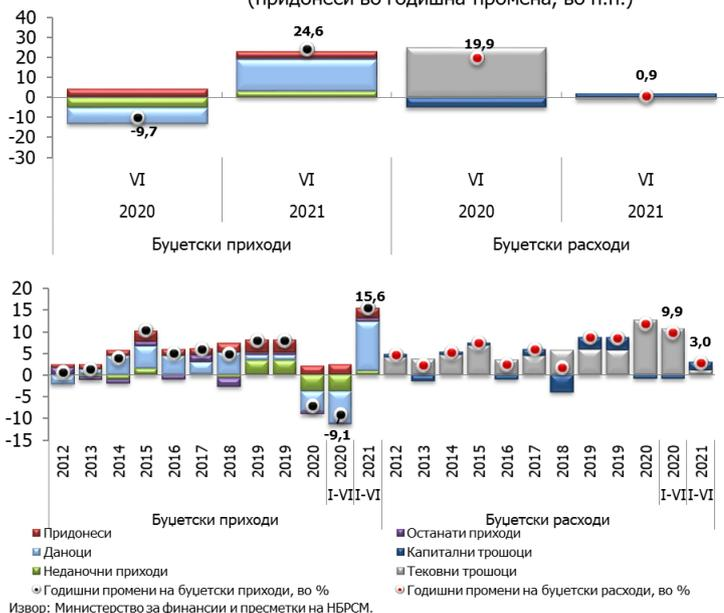 (придонеси во годишна промена, во п.п.)
40
30
20
10
0
-10
-20
-30
24,6
19,9
0,9
-9,7
VI VI VI VI
2020 2021 2020 2021
Буџетски приходи Буџетски расходи
20
15
10
5
0
-5
-10
-15
15,6
9,9
3,0
-9,1
2012 2013 2014 2015 2016 2017 2018 2019 2019 2020 2020 2021 2012 2013 2014 2015 2016 2017 2018 2019 2019 2020 2020 2021
I-VI I-VI I-VI I-VI
Буџетски приходи Буџетски расходи
Придонеси Останати приходи
Даноци Капитални трошоци
Неданочни приходи Тековни трошоци
Годишни промени на буџетски приходи, во % Годишни промени на буџетски расходи, во %
Извор: Министерство за финансии и пресметки на НБРСМ.